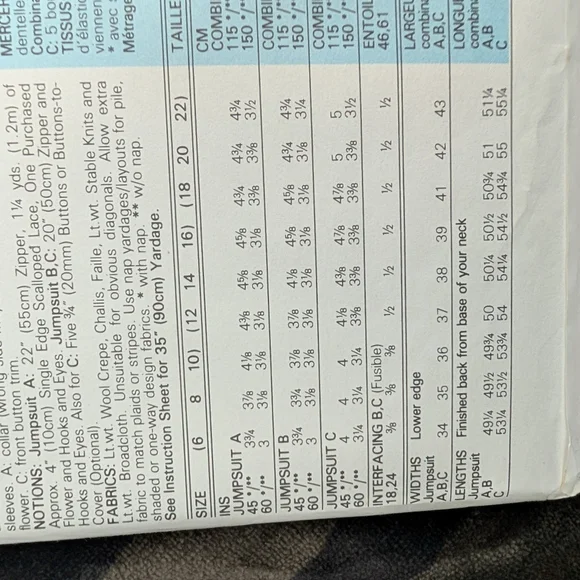 sleeves. A: collar (wrong side
flower. C: front button trim.
NOTIONS: Jumpsuit A: 22" (55cm) Zipper, 1¼ yds. (1.2m) of
Approx. 4" (10cm) Single Edge Scalloped Lace, One Purchased
Flower and Hooks and Eyes. Jumpsuit B,C: 20" (50cm) Zipper and
Hooks and Eyes. Also for C: Five ¾" (20mm) Buttons or Buttons-to-
Cover (Optional).
FABRICS: Lt.wt. Wool Crepe, Challis, Faille, Lt.wt. Stable Knits and
Lt.wt. Broadcloth. Unsuitable for obvious diagonals. Allow extra
fabric to match plaids or stripes. Use nap yardages/layouts for pile,
shaded or one-way design fabrics. * with nap. ** w/o nap.
See Instruction Sheet for 35" (90cm) Yardage.
SIZE (6 8 10) (12 14 16) (18 20 22)
INS
JUMPSUIT A
45"*/** 3¾ 3⅞ 4⅛ 4⅜ 4⅝ 4⅝ 4¾ 4¾ 4¾
60"*/** 3 3⅛ 3⅛ 3⅛ 3⅛ 3⅛ 3⅛ 3⅜ 3½
JUMPSUIT B
45"*/** 3¾ 3¾ 3⅞ 3⅞ 4⅛ 4⅝ 4⅝ 4¾ 4¾
60"*/** 3 3⅛ 3⅛ 3⅛ 3⅛ 3⅛ 3⅛ 3⅛ 3¼
JUMPSUIT C
45"*/** 4 4 4 4⅛ 4⅜ 4⅞ 4⅞ 5 5
60"*/** 3¼ 3¼ 3¼ 3⅜ 3⅜ 3⅜ 3⅜ 3⅜ 3½
INTERFACING B,C (Fusible)
18,24 ⅜ ⅜ ⅜ ½ ½ ½ ½ ½ ½
WIDTHS Lower edge
Jumpsuit
A,B,C 34 35 36 37 38 39 41 42 43
LENGTHS Finished back from base of your neck
Jumpsuit
A,B 49¼ 49½ 49¾ 50 50¼ 50½ 50¾ 51 51¼
C 53¼ 53½ 53¾ 54 54¼ 54½ 54¾ 55 55¼
MERCER
dentelle
Combina
C: 5 bo
TISSUS
d'élastic
viennen
* avec s
Métrage
TAILLE
CM
COMBI
115 */**
150 */**
COMBI
115 */**
150 */**
COMBI
115 */**
150 */**
ENTOIL
46,61
LARGEU
combina
A,B,C
LONGU
combina
A,B
C